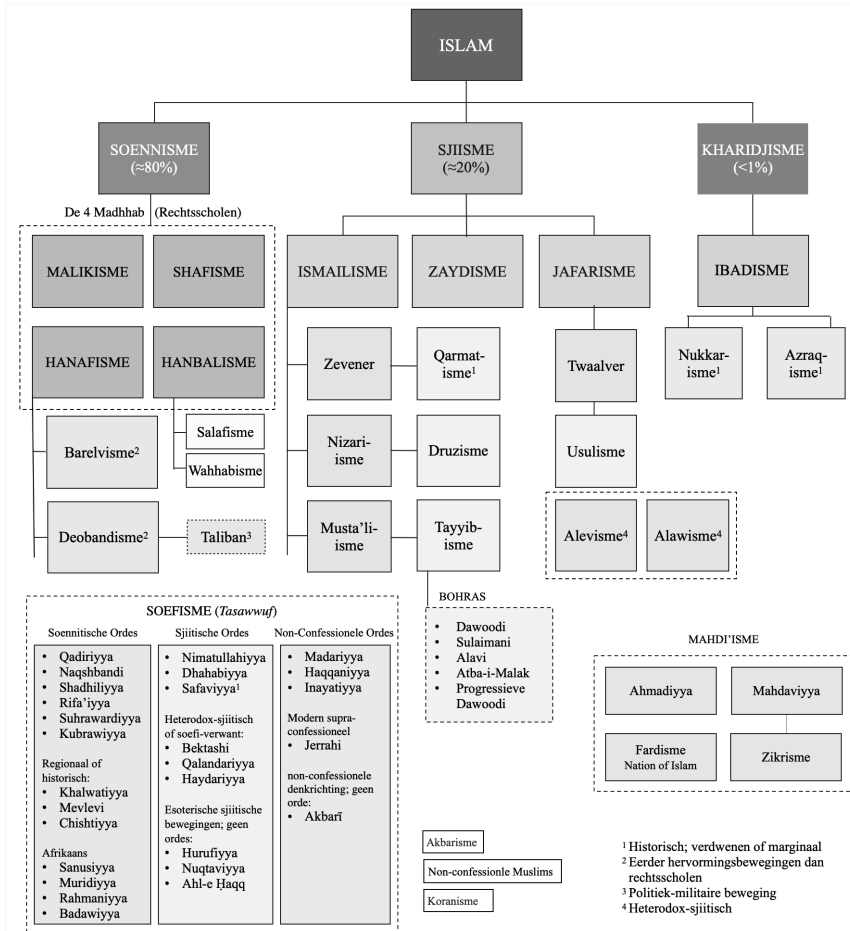 ISLAM
SOENNISME
(≈80%)
SJIISME
(≈20%)
KHARIDJISME
(<1%)
De 4 Madhhab (Rechtsscholen)
MALIKISME
SHAFISME
HANAFISME
HANBALISME
Barelvisme²
Salafisme
Wahhabisme
Deobandisme²
Taliban³
ISMAILISME
ZAYDISME
JAFARISME
Zevener
Qarmat-
isme¹
Nizari-
isme
Druzisme
Musta’li-
isme
Tayyib-
isme
BOHRAS
• Dawoodi
• Sulaimani
• Alavi
• Atba-i-Malak
• Progressieve
Dawoodi
Twaalver
Usulisme
Alevisme⁴
Alawisme⁴
IBADISME
Nukkar-
isme¹
Azraq-
isme¹
SOEFISME (Tasawwuf)
Soennitische Ordes
• Qadiriyya
• Naqshbandi
• Shadhiliyya
• Rifa’iyya
• Suhrawardiyya
• Kubrawiyya
Regionaal of
historisch:
• Khalwatiyya
• Mevlevi
• Chishtiyya
Afrikaans
• Sanusiyya
• Muridiyya
• Rahmaniyya
• Badawiyya
Sjiitische Ordes
• Nimatullahiyya
• Dhahabiyya
• Safaviyya¹
Heterodox-sjiitisch
of soefi-verwant:
• Bektashi
• Qalandariyya
• Haydariyya
Esoterische sjiitische
bewegingen; geen
ordes:
• Hurufiyya
• Nuqtaviyya
• Ahl-e Ḥaqq
Non-Confessionele Ordes
• Madariyya
• Haqqaniyya
• Inayatiyya
Modern supra-
confessioneel
• Jerrahi
non-confessionele
denkrichting; geen
orde:
• Akbarī
MAHDI’ISME
Ahmadiyya
Mahdaviyya
Fardisme
Nation of Islam
Zikrisme
Akbarisme
Non-confessionle Muslims
Koranisme
¹ Historisch; verdwenen of marginaal
² Eerder hervormingsbewegingen dan
rechtsscholen
³ Politiek-militaire beweging
⁴ Heterodox-sjiitisch